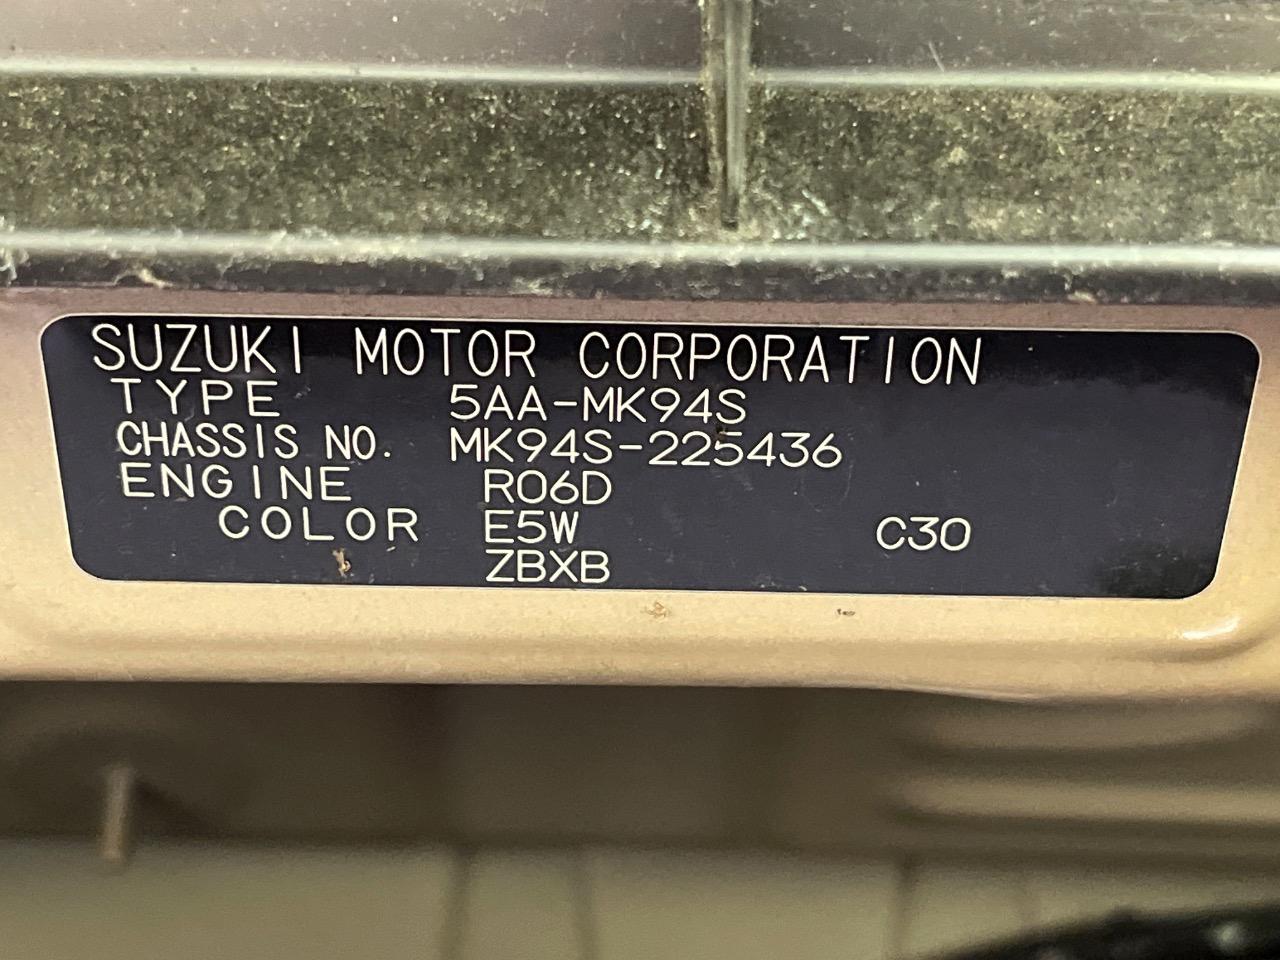 SUZUKI MOTOR CORPORATION
TYPE 5AA-MK94S
CHASSIS NO. MK94S-225436
ENGINE R06D
COLOR E5W C30
ZBXB